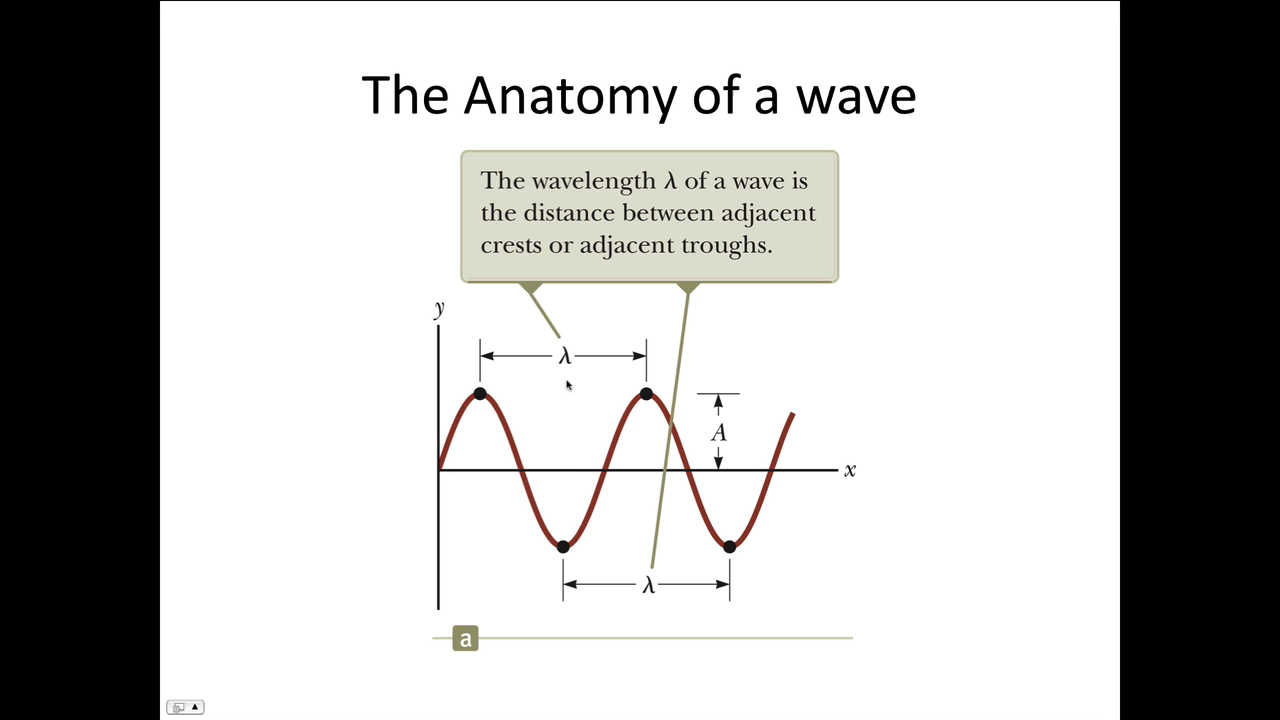 The Anatomy of a wave
The wavelength λ of a wave is
the distance between adjacent
crests or adjacent troughs.
y
λ
A
x
λ
a